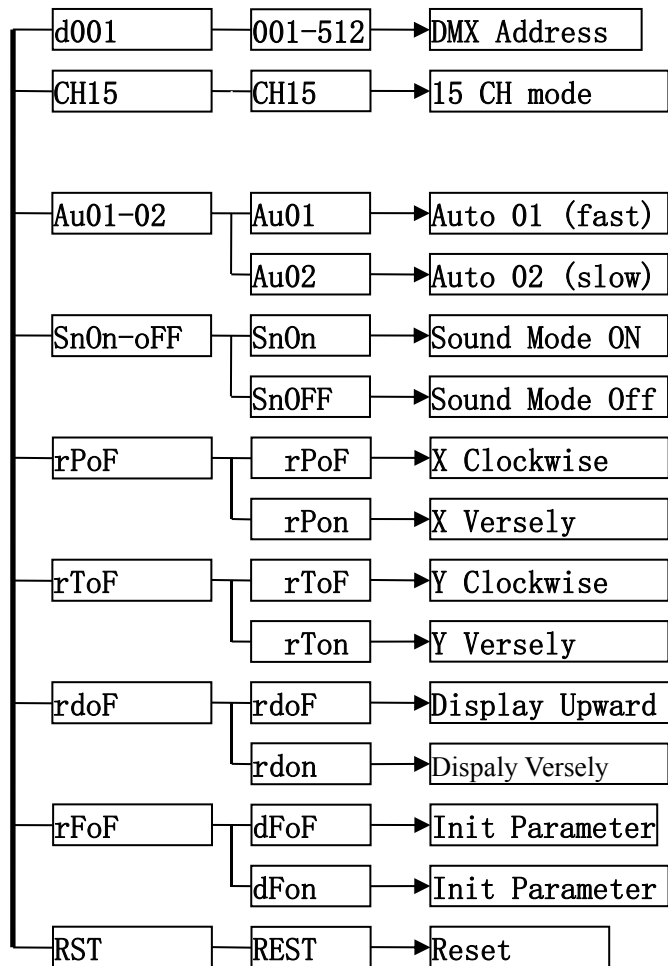 d001 001-512 DMX Address
CH15 CH15 15 CH mode
Au01-02 Au01 Auto 01 (fast)
Au02 Auto 02 (slow)
SnOn-oFF SnOn Sound Mode ON
SnOFF Sound Mode Off
rPoF rPoF X Clockwise
rPon X Versely
rToF rToF Y Clockwise
rTon Y Versely
rdoF rdoF Display Upward
rdon Dispaly Versely
rFoF dFoF Init Parameter
dFon Init Parameter
RST REST Reset